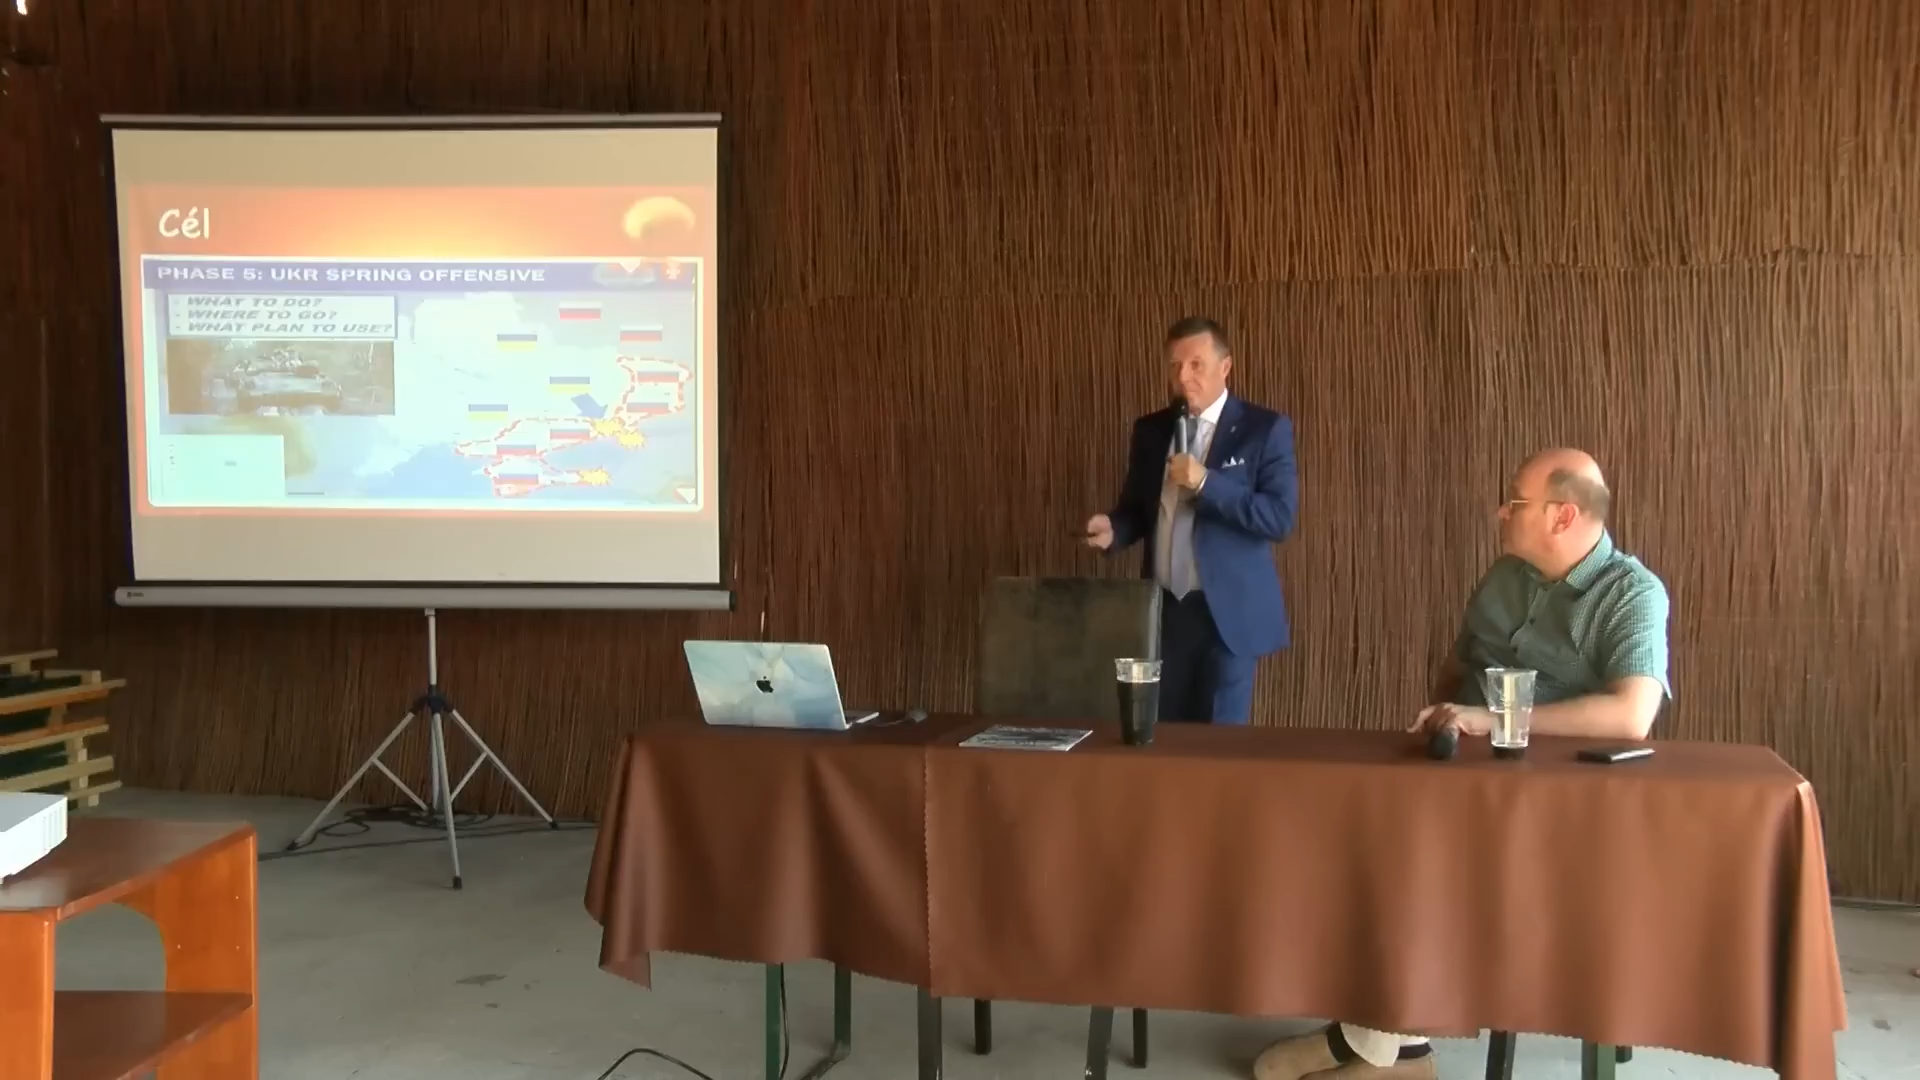 Cél
PHASE 5: UKR SPRING OFFENSIVE
- WHAT TO DO?
- WHERE TO GO?
- WHAT PLAN TO USE?